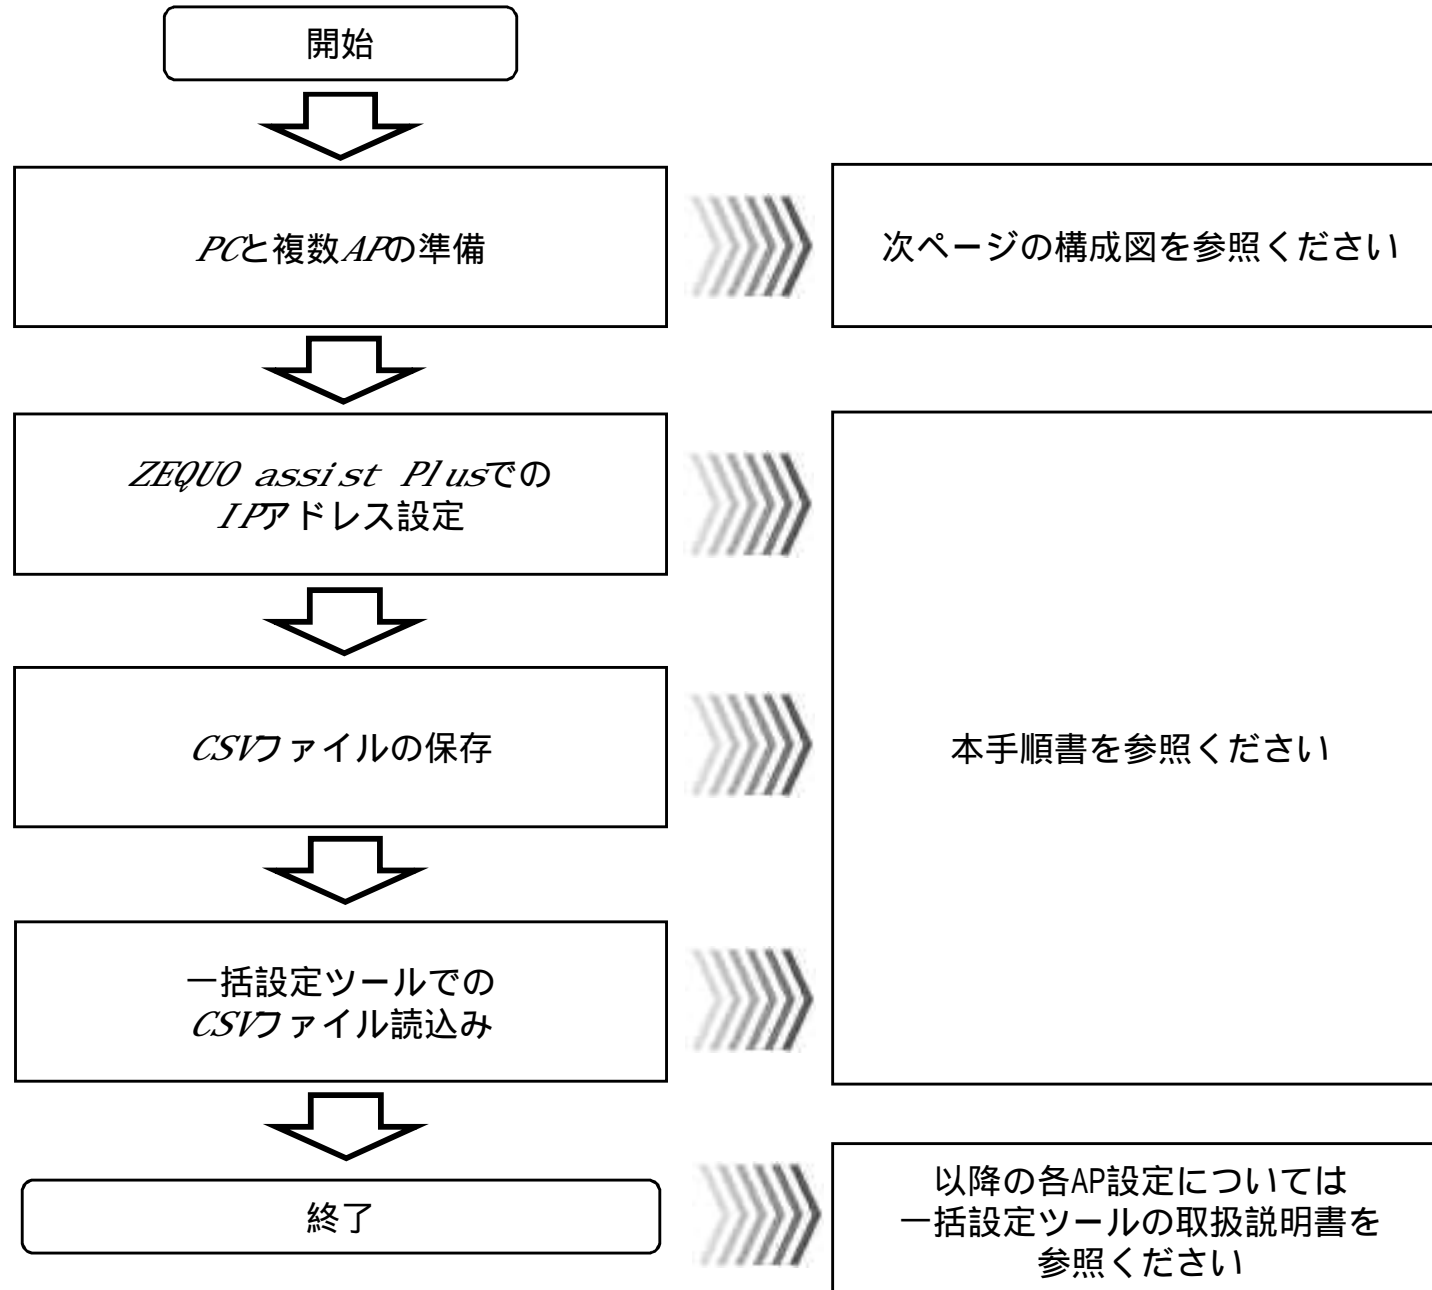 開始
PCと複数APの準備
次ページの構成図を参照ください
ZEQUO assist Plusでの
IPアドレス設定
CSVファイルの保存
本手順書を参照ください
一括設定ツールでの
CSVファイル読込み
終了
以降の各AP設定については
一括設定ツールの取扱説明書を
参照ください